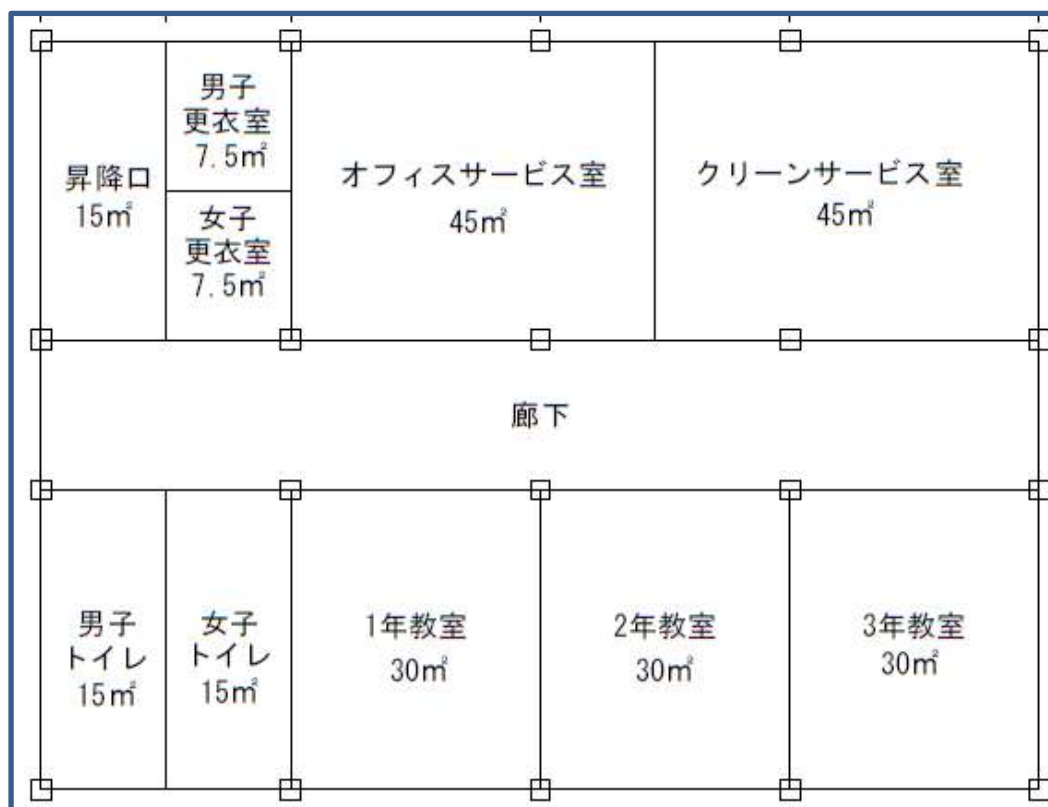 昇降口
15㎡
男子
更衣室
7.5㎡
女子
更衣室
7.5㎡
オフィスサービス室
45㎡
クリーンサービス室
45㎡
廊下
男子
トイレ
15㎡
女子
トイレ
15㎡
1年教室
30㎡
2年教室
30㎡
3年教室
30㎡